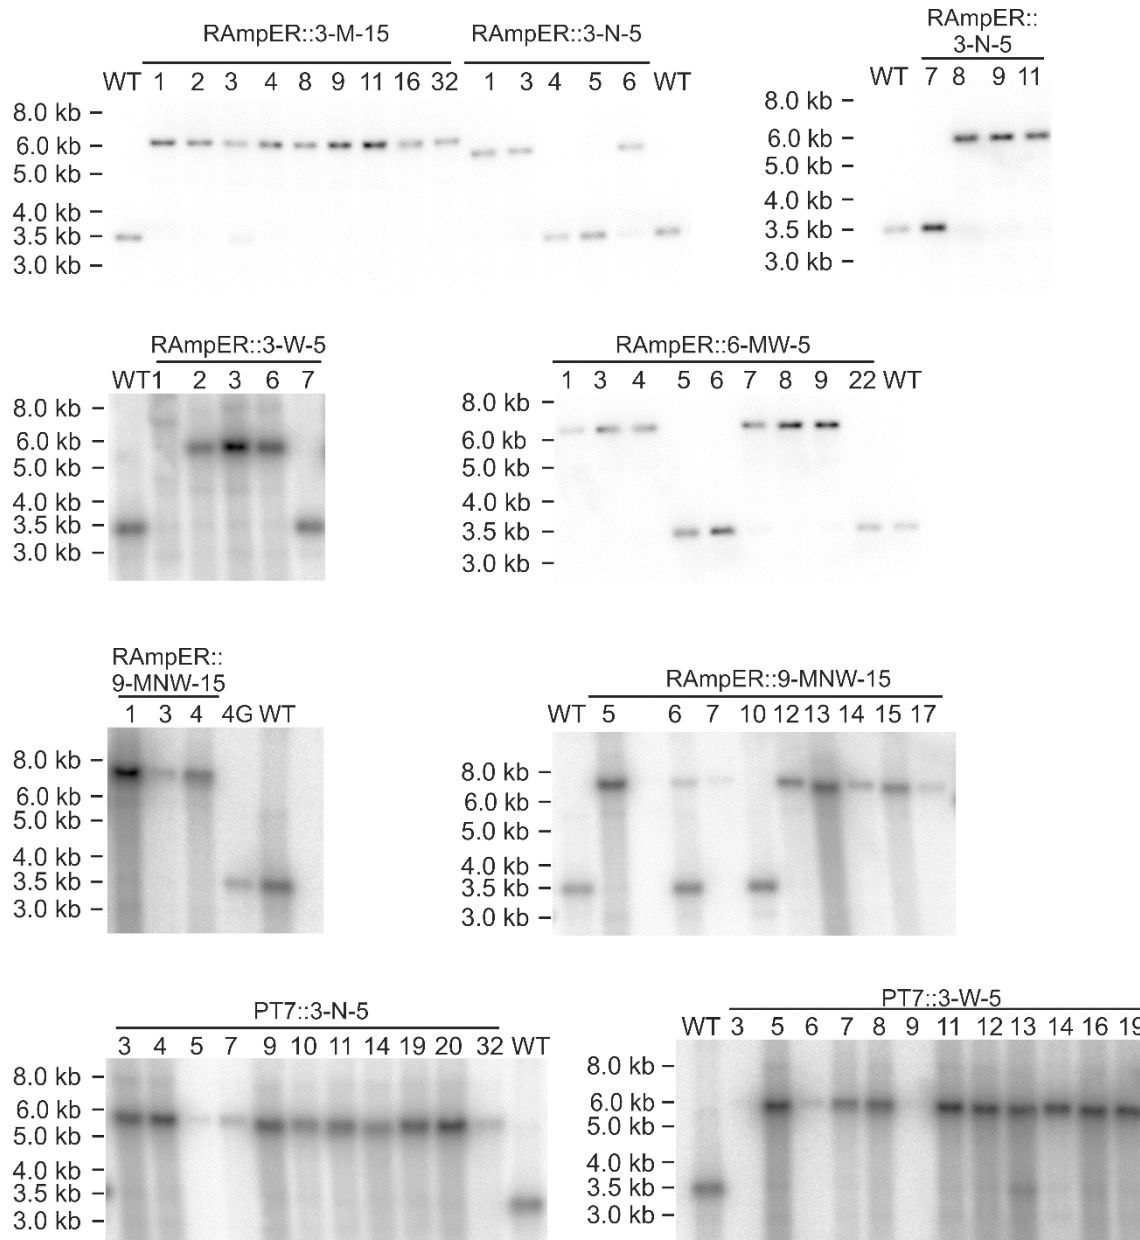 RAmpER::3-M-15 RAmpER::3-N-5
WT 1 2 3 4 8 9 11 16 32 1 3 4 5 6 WT
8.0 kb
6.0 kb
5.0 kb
4.0 kb
3.5 kb
3.0 kb
RAmpER::
3-N-5
WT 7 8 9 11
8.0 kb
6.0 kb
5.0 kb
4.0 kb
3.5 kb
3.0 kb
RAmpER::3-W-5
WT 1 2 3 6 7
8.0 kb
6.0 kb
5.0 kb
4.0 kb
3.5 kb
3.0 kb
RAmpER::6-MW-5
1 3 4 5 6 7 8 9 22 WT
8.0 kb
6.0 kb
5.0 kb
4.0 kb
3.5 kb
3.0 kb
RAmpER::
9-MNW-15
1 3 4 4G WT
8.0 kb
6.0 kb
5.0 kb
4.0 kb
3.5 kb
3.0 kb
RAmpER::9-MNW-15
WT 5 6 7 10 12 13 14 15 17
8.0 kb
6.0 kb
5.0 kb
4.0 kb
3.5 kb
3.0 kb
PT7::3-N-5
3 4 5 7 9 10 11 14 19 20 32 WT
8.0 kb
6.0 kb
5.0 kb
4.0 kb
3.5 kb
3.0 kb
PT7::3-W-5
WT 3 5 6 7 8 9 11 12 13 14 16 19
8.0 kb
6.0 kb
5.0 kb
4.0 kb
3.5 kb
3.0 kb